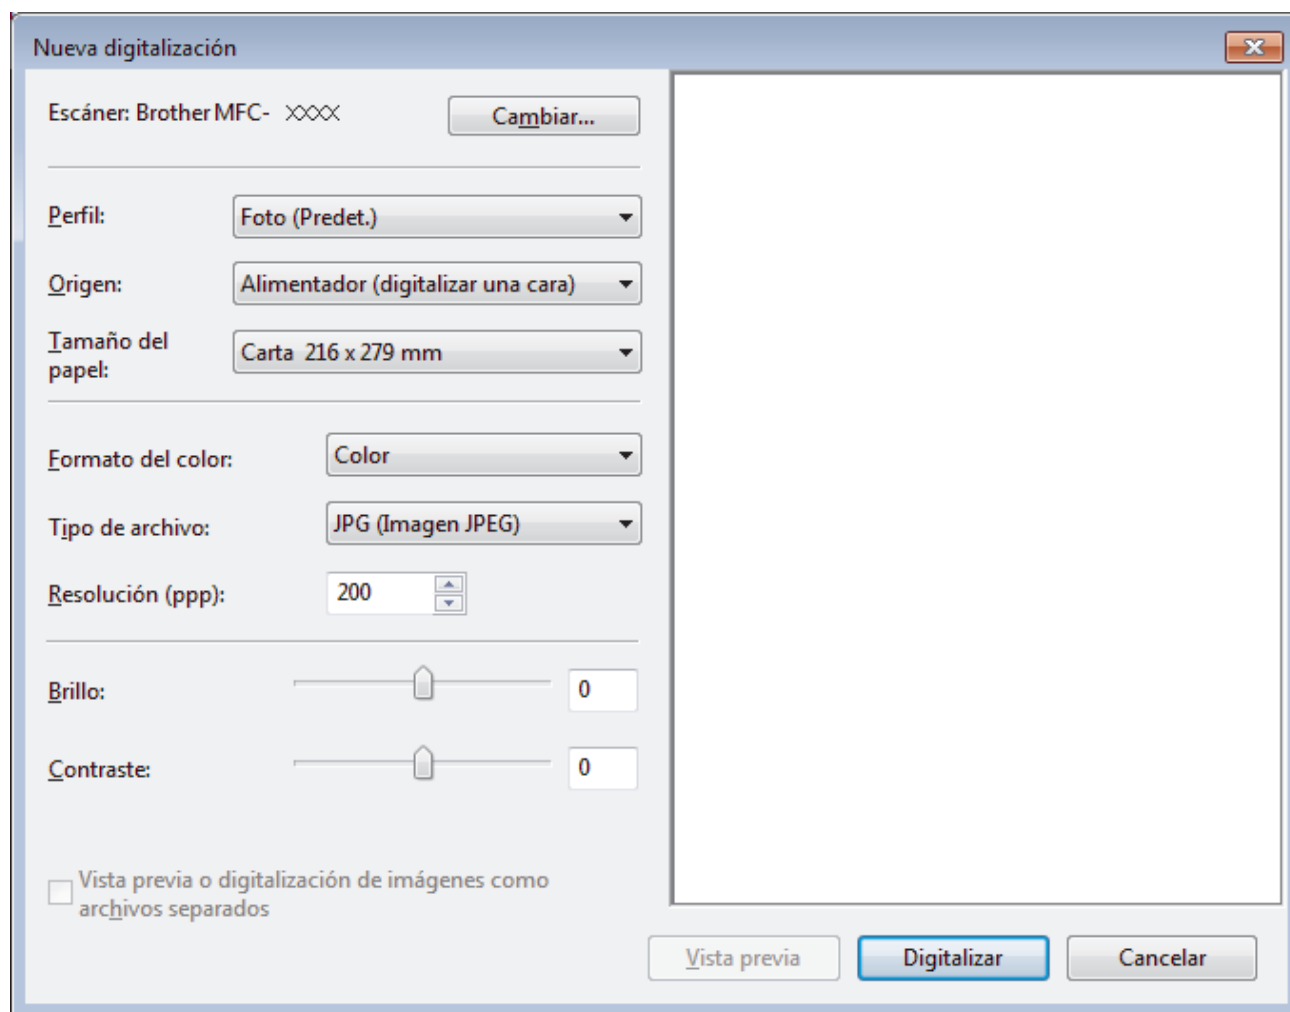 Nueva digitalización
Escáner: Brother MFC- XXXX
Cambiar...
Perfil:
Foto (Predet.)
Origen:
Alimentador (digitalizar una cara)
Tamaño del
papel:
Carta 216 x 279 mm
Formato del color:
Color
Tipo de archivo:
JPG (Imagen JPEG)
Resolución (ppp):
200
Brillo:
0
Contraste:
0
Vista previa o digitalización de imágenes como
archivos separados
Vista previa
Digitalizar
Cancelar